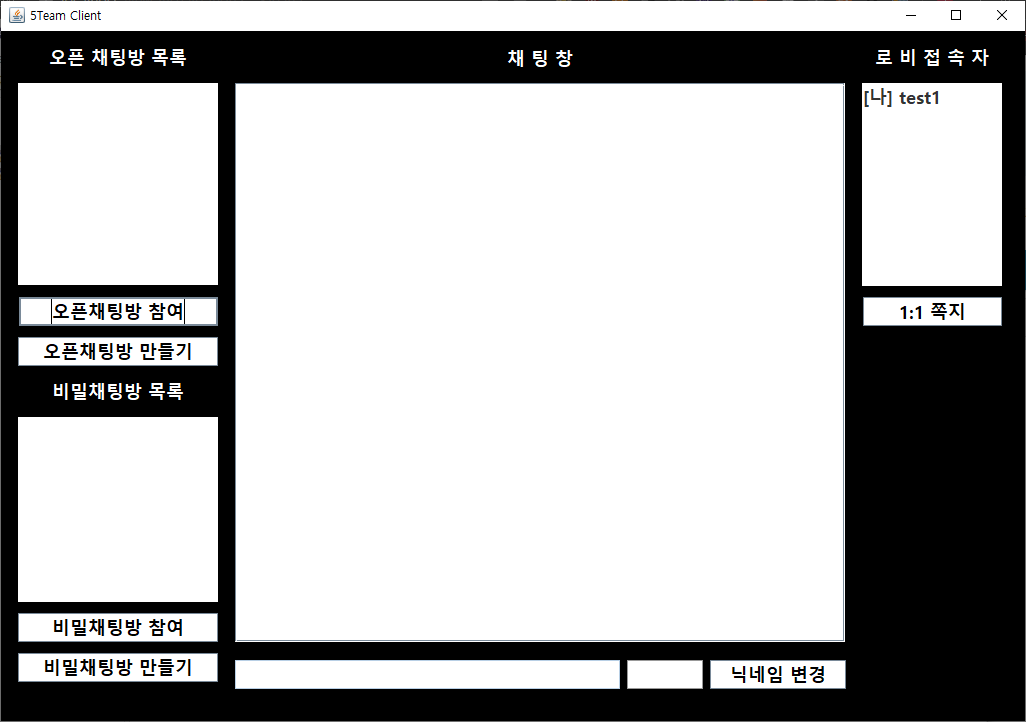 5Team Client
오픈 채팅방 목록
채 팅 창
로 비 접 속 자
[나] test1
오픈채팅방 참여
1:1 쪽지
오픈채팅방 만들기
비밀채팅방 목록
비밀채팅방 참여
비밀채팅방 만들기
닉네임 변경